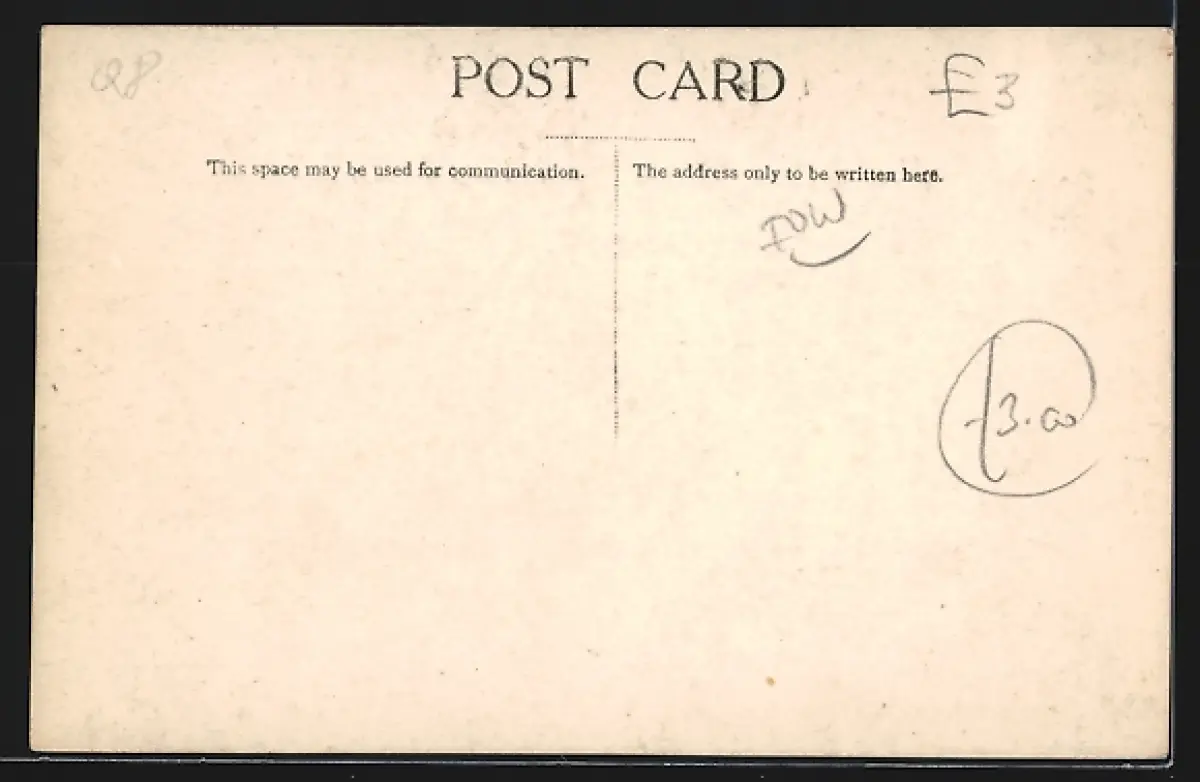 Q8
POST CARD
£3
This space may be used for communication.
The address only to be written here.
IOW
£3.00